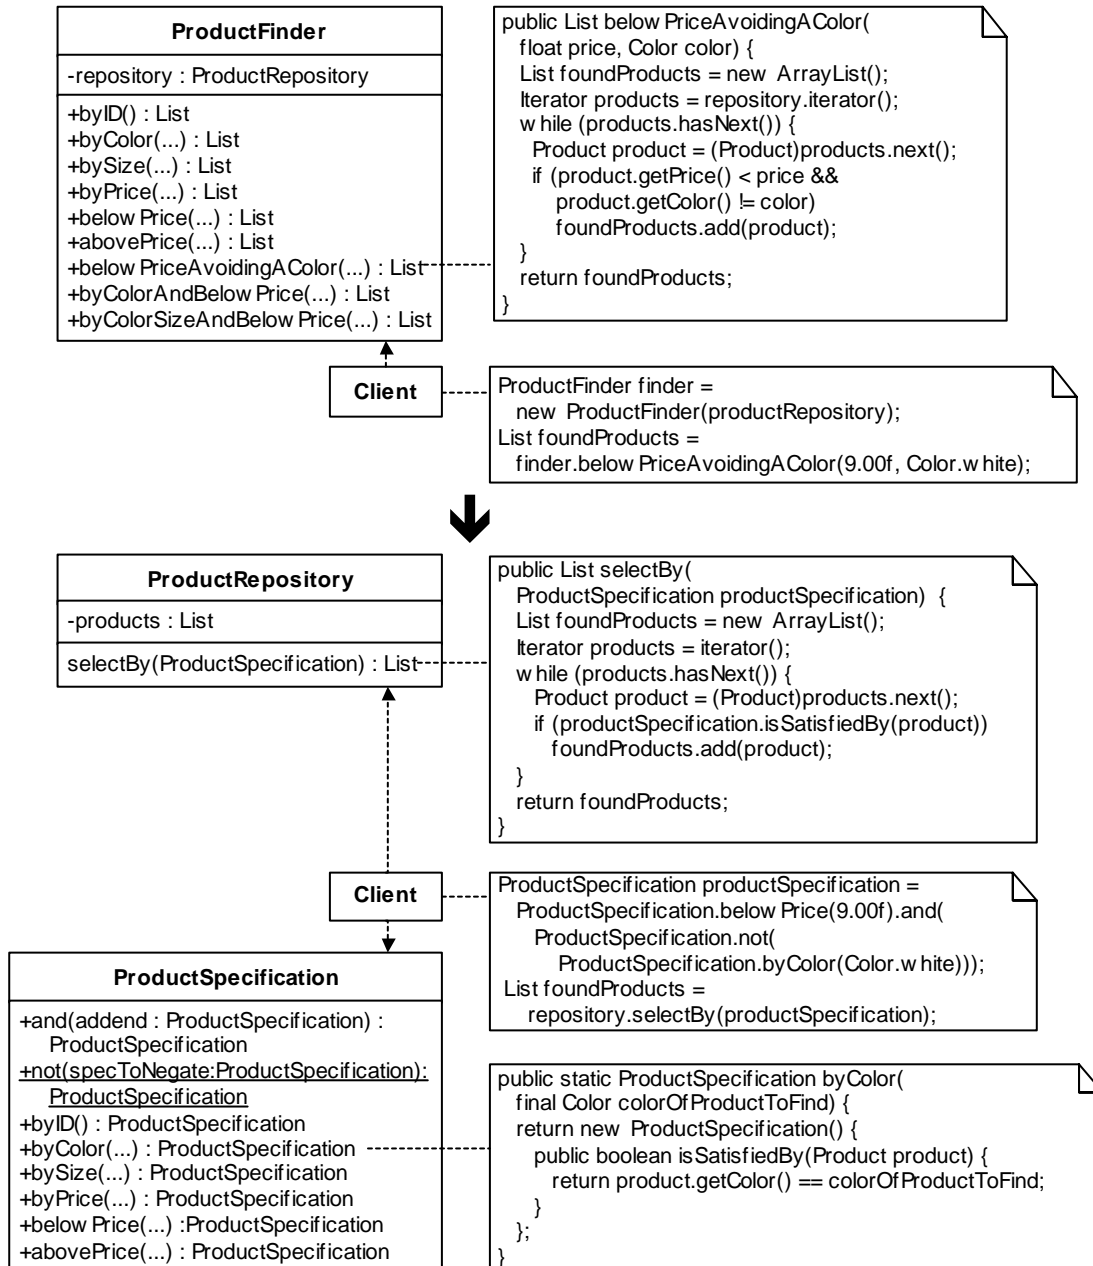 ProductFinder
-repository : ProductRepository
+byID() : List
+byColor(...) : List
+bySize(...) : List
+byPrice(...) : List
+below Price(...) : List
+abovePrice(...) : List
+below PriceAvoidingAColor(...) : List
+byColorAndBelow Price(...) : List
+byColorSizeAndBelow Price(...) : List
public List below PriceAvoidingAColor(
float price, Color color) {
List foundProducts = new ArrayList();
Iterator products = repository.iterator();
w hile (products.hasNext()) {
Product product = (Product)products.next();
if (product.getPrice() < price &&
product.getColor() != color)
foundProducts.add(product);
}
return foundProducts;
}
Client
ProductFinder finder =
new ProductFinder(productRepository);
List foundProducts =
finder.below PriceAvoidingAColor(9.00f, Color.w hite);
ProductRepository
-products : List
selectBy(ProductSpecification) : List
public List selectBy(
ProductSpecification productSpecification) {
List foundProducts = new ArrayList();
Iterator products = iterator();
w hile (products.hasNext()) {
Product product = (Product)products.next();
if (productSpecification.isSatisfiedBy(product))
foundProducts.add(product);
}
return foundProducts;
}
Client
ProductSpecification productSpecification =
ProductSpecification.below Price(9.00f).and(
ProductSpecification.not(
ProductSpecification.byColor(Color.w hite)));
List foundProducts =
repository.selectBy(productSpecification);
ProductSpecification
+and(addend : ProductSpecification) :
ProductSpecification
+not(specToNegate:ProductSpecification):
ProductSpecification
+byID() : ProductSpecification
+byColor(...) : ProductSpecification
+bySize(...) : ProductSpecification
+byPrice(...) : ProductSpecification
+below Price(...) :ProductSpecification
+abovePrice(...) : ProductSpecification
public static ProductSpecification byColor(
final Color colorOfProductToFind) {
return new ProductSpecification() {
public boolean isSatisfiedBy(Product product) {
return product.getColor() == colorOfProductToFind;
}
};
}